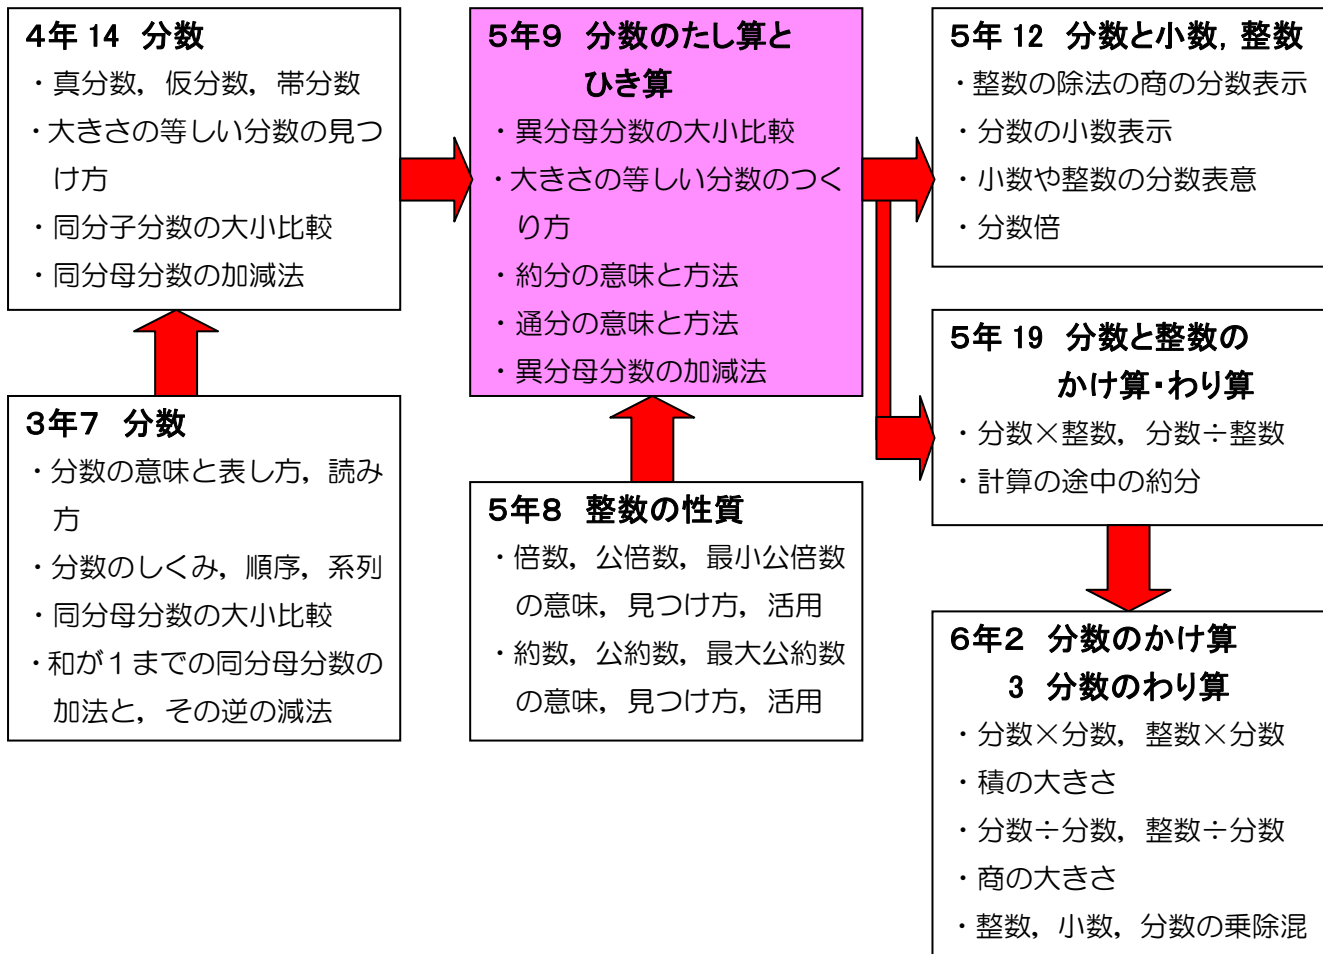 4年 14 分数
・真分数，仮分数，帯分数
・大きさの等しい分数の見つ
け方
・同分子分数の大小比較
・同分母分数の加減法
3年7 分数
・分数の意味と表し方，読み
方
・分数のしくみ，順序，系列
・同分母分数の大小比較
・和が１までの同分母分数の
加法と，その逆の減法
5年9 分数のたし算と
ひき算
・異分母分数の大小比較
・大きさの等しい分数のつく
り方
・約分の意味と方法
・通分の意味と方法
・異分母分数の加減法
5年8 整数の性質
・倍数，公倍数，最小公倍数
の意味，見つけ方，活用
・約数，公約数，最大公約数
の意味，見つけ方，活用
5年 12 分数と小数，整数
・整数の除法の商の分数表示
・分数の小数表示
・小数や整数の分数表意
・分数倍
5年 19 分数と整数の
かけ算・わり算
・分数×整数，分数÷整数
・計算の途中の約分
6年2 分数のかけ算
3 分数のわり算
・分数×分数，整数×分数
・積の大きさ
・分数÷分数，整数÷分数
・商の大きさ
・整数，小数，分数の乗除混